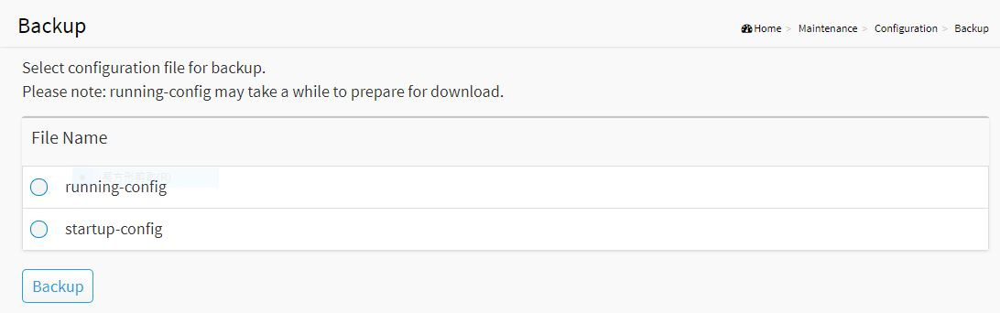 Backup
Home > Maintenance > Configuration > Backup
Select configuration file for backup.
Please note: running-config may take a while to prepare for download.
File Name
running-config
startup-config
Backup